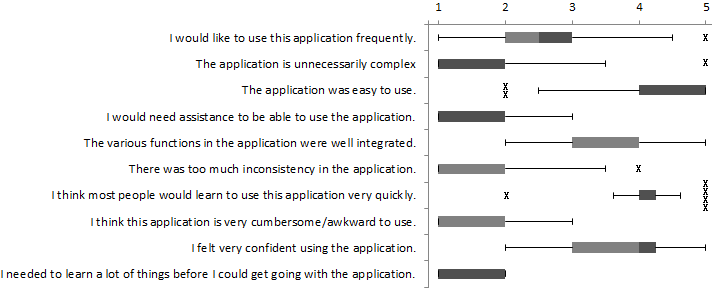 1 2 3 4 5
I would like to use this application frequently.
The application is unnecessarily complex
The application was easy to use.
I would need assistance to be able to use the application.
The various functions in the application were well integrated.
There was too much inconsistency in the application.
I think most people would learn to use this application very quickly.
I think this application is very cumbersome/awkward to use.
I felt very confident using the application.
I needed to learn a lot of things before I could get going with the application.